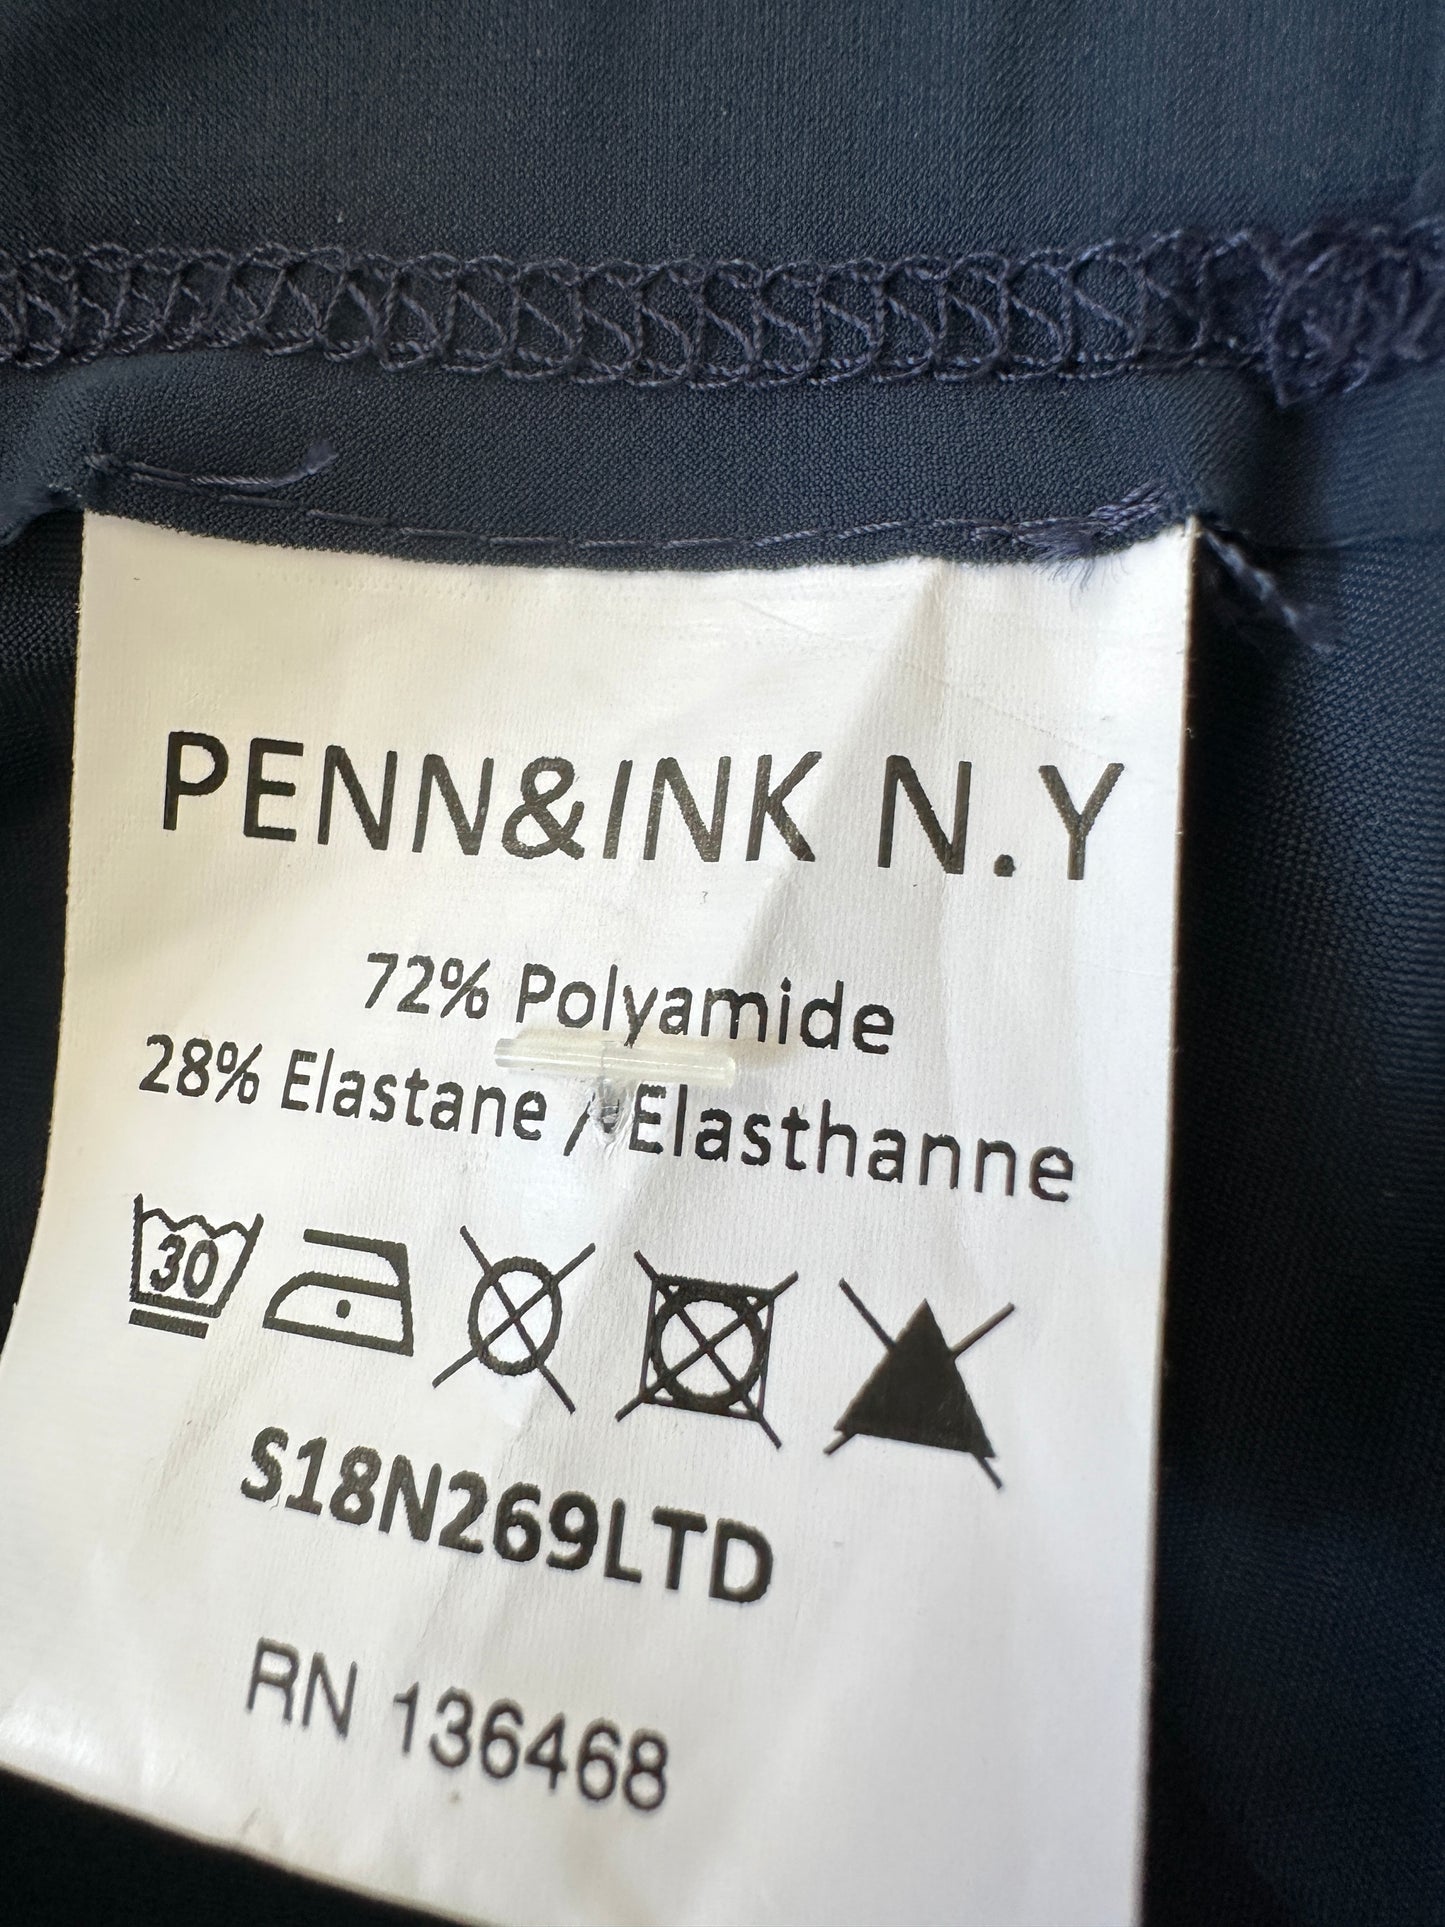 PENN&INK N.Y
72% Polyamide
28% Elastane / Elasthanne
30
S18N269LTD
RN 136468